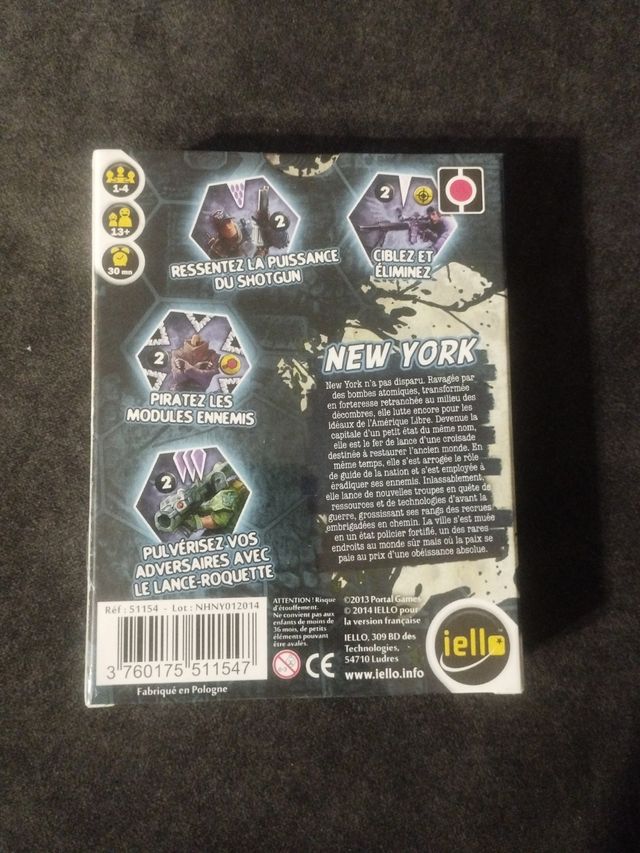 1-4
13+
30 mn
2
RESSENTEZ LA PUISSANCE
DU SHOTGUN
2
CIBLEZ ET
ÉLIMINEZ
2
PIRATEZ LES
MODULES ENNEMIS
2
PULVÉRISEZ VOS
ADVERSAIRES AVEC
LE LANCE-ROQUETTE
NEW YORK
New York n'a pas disparu. Ravagée par
des bombes atomiques, transformée
en forteresse retranchée au milieu des
décombres, elle lutte encore pour les
idéaux de l'Amérique Libre. Devenue la
capitale d'un petit état du même nom,
elle est le fer de lance d'une croisade
destinée à restaurer l'ancien monde. En
même temps, elle s'est arrogée le rôle
de guide de la nation et s'est employée à
éradiquer ses ennemis. Inlassablement,
elle lance de nouvelles troupes en quête de
ressources et de technologies d'avant la
guerre, grossissant ses rangs des recrues
embrigadées en chemin. La ville s'est muée
en un état policier fortifié, un des rares
endroits au monde sûr mais où la paix se
paie au prix d'une obéissance absolue.
Réf : 51154 - Lot : NHNY012014
3 760175 511547
Fabriqué en Pologne
ATTENTION ! Risque
d'étouffement.
Ne convient pas aux
enfants de moins de
36 mois, de petits
éléments pouvant
être avalés.
0-3
CE
©2013 Portal Games
© 2014 IELLO pour
la version française
IELLO, 309 BD des
Technologies,
54710 Ludres
www.iello.info
iello